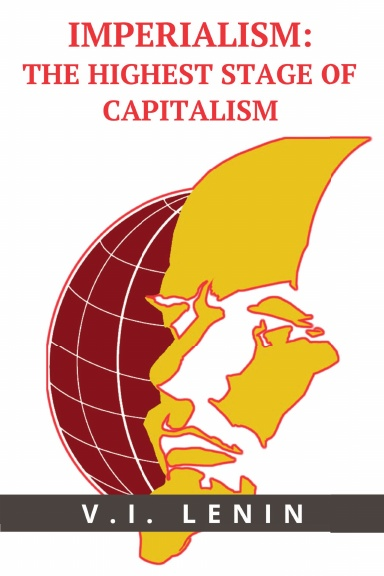 IMPERIALISM:
THE HIGHEST STAGE OF
CAPITALISM
V.I. LENIN